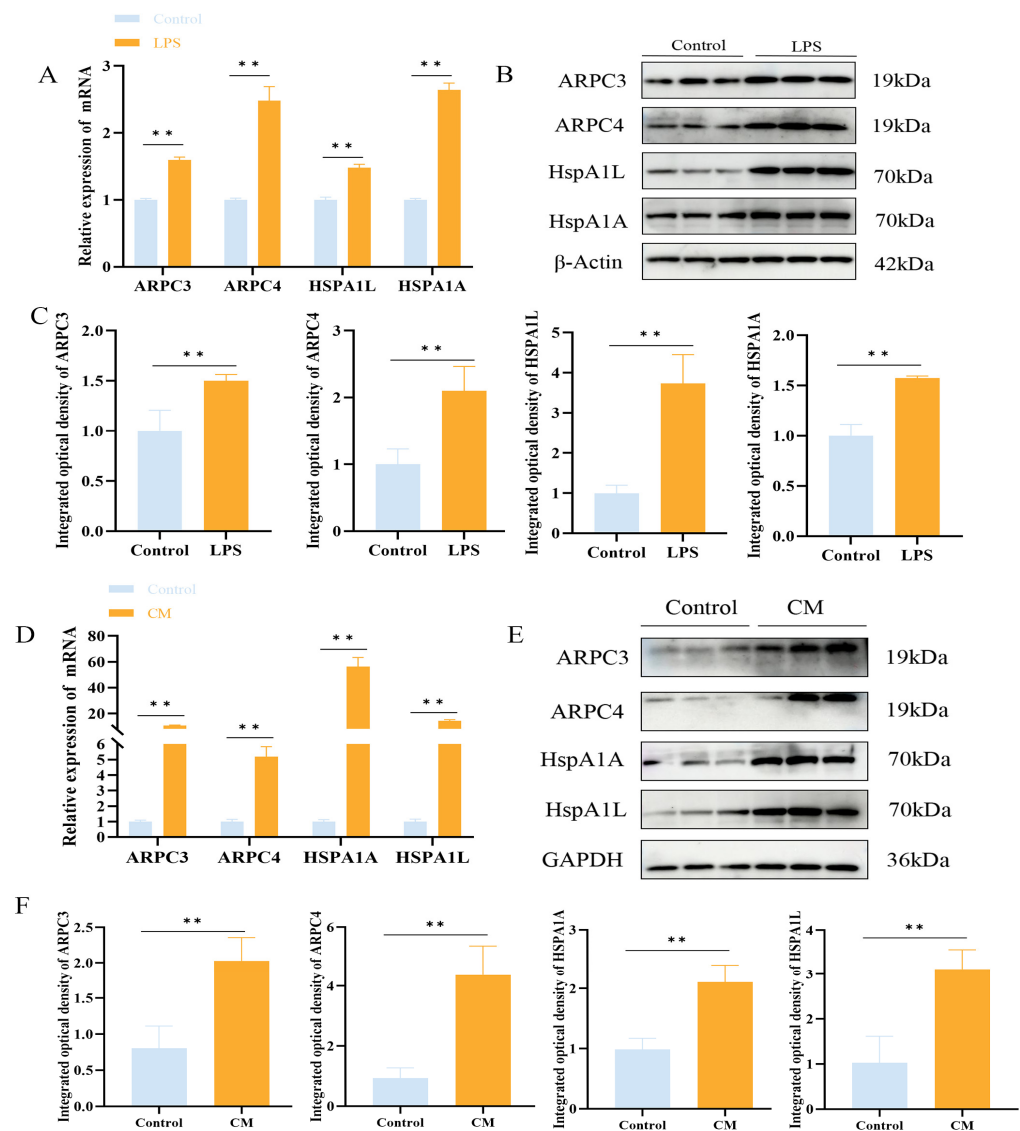 Control
LPS
A
Relative expression of mRNA
3
2
1
0
**
**
**
**
ARPC3 ARPC4 HSPA1L HSPA1A
B
Control LPS
ARPC3 19kDa
ARPC4 19kDa
HspA1L 70kDa
HspA1A 70kDa
β-Actin 42kDa
C
Integrated optical density of ARPC3
2.0
1.5
1.0
0.5
0.0
**
Control LPS
Integrated optical density of ARPC4
3
2
1
0
**
Control LPS
Integrated optical density of HSPA1L
5
4
3
2
1
0
**
Control LPS
Integrated optical density of HSPA1A
2.0
1.5
1.0
0.5
0.0
**
Control LPS
Control
CM
D
Relative expression of mRNA
80
60
40
20
6
5
4
3
2
1
0
**
**
**
**
ARPC3 ARPC4 HSPA1A HSPA1L
E
Control CM
ARPC3 19kDa
ARPC4 19kDa
HspA1A 70kDa
HspA1L 70kDa
GAPDH 36kDa
F
Integrated optical density of ARPC3
2.5
2.0
1.5
1.0
0.5
0.0
**
Control CM
Integrated optical density of ARPC4
6
4
2
0
**
Control CM
Integrated optical density of HSPA1A
3
2
1
0
**
Control CM
Integrated optical density of HSPA1L
4
3
2
1
0
**
Control CM